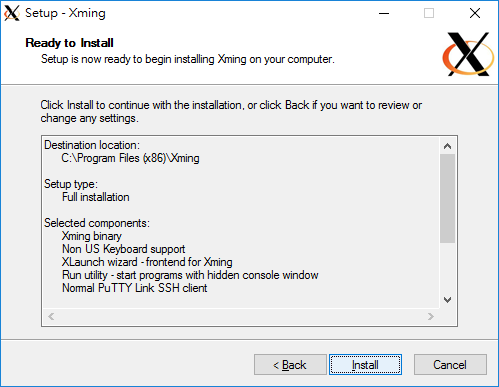 Setup - Xming
Ready to Install
Setup is now ready to begin installing Xming on your computer.
Click Install to continue with the installation, or click Back if you want to review or
change any settings.
Destination location:
C:\Program Files (x86)\Xming
Setup type:
Full installation
Selected components:
Xming binary
Non US Keyboard support
XLaunch wizard - frontend for Xming
Run utility - start programs with hidden console window
Normal PuTTY Link SSH client
< Back
Install
Cancel